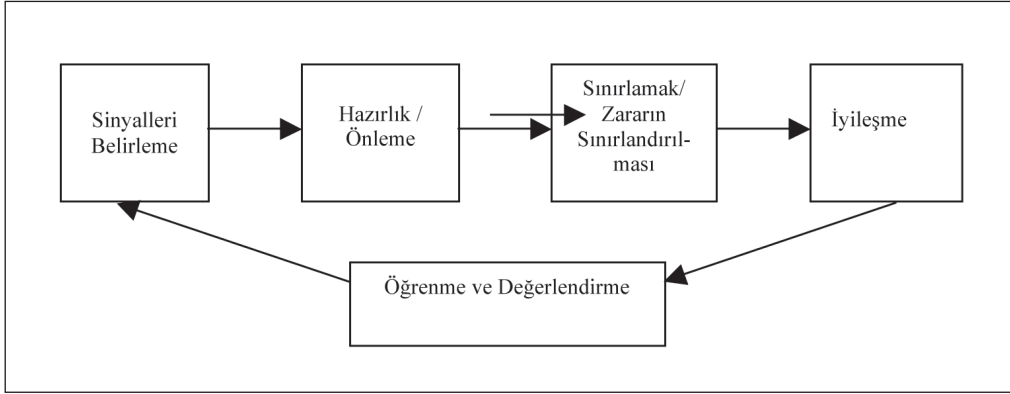 Sinyalleri
Belirleme
Hazırlık /
Önleme
Sınırlamak/
Zararın
Sınırlandırıl-
ması
İyileşme
Öğrenme ve Değerlendirme